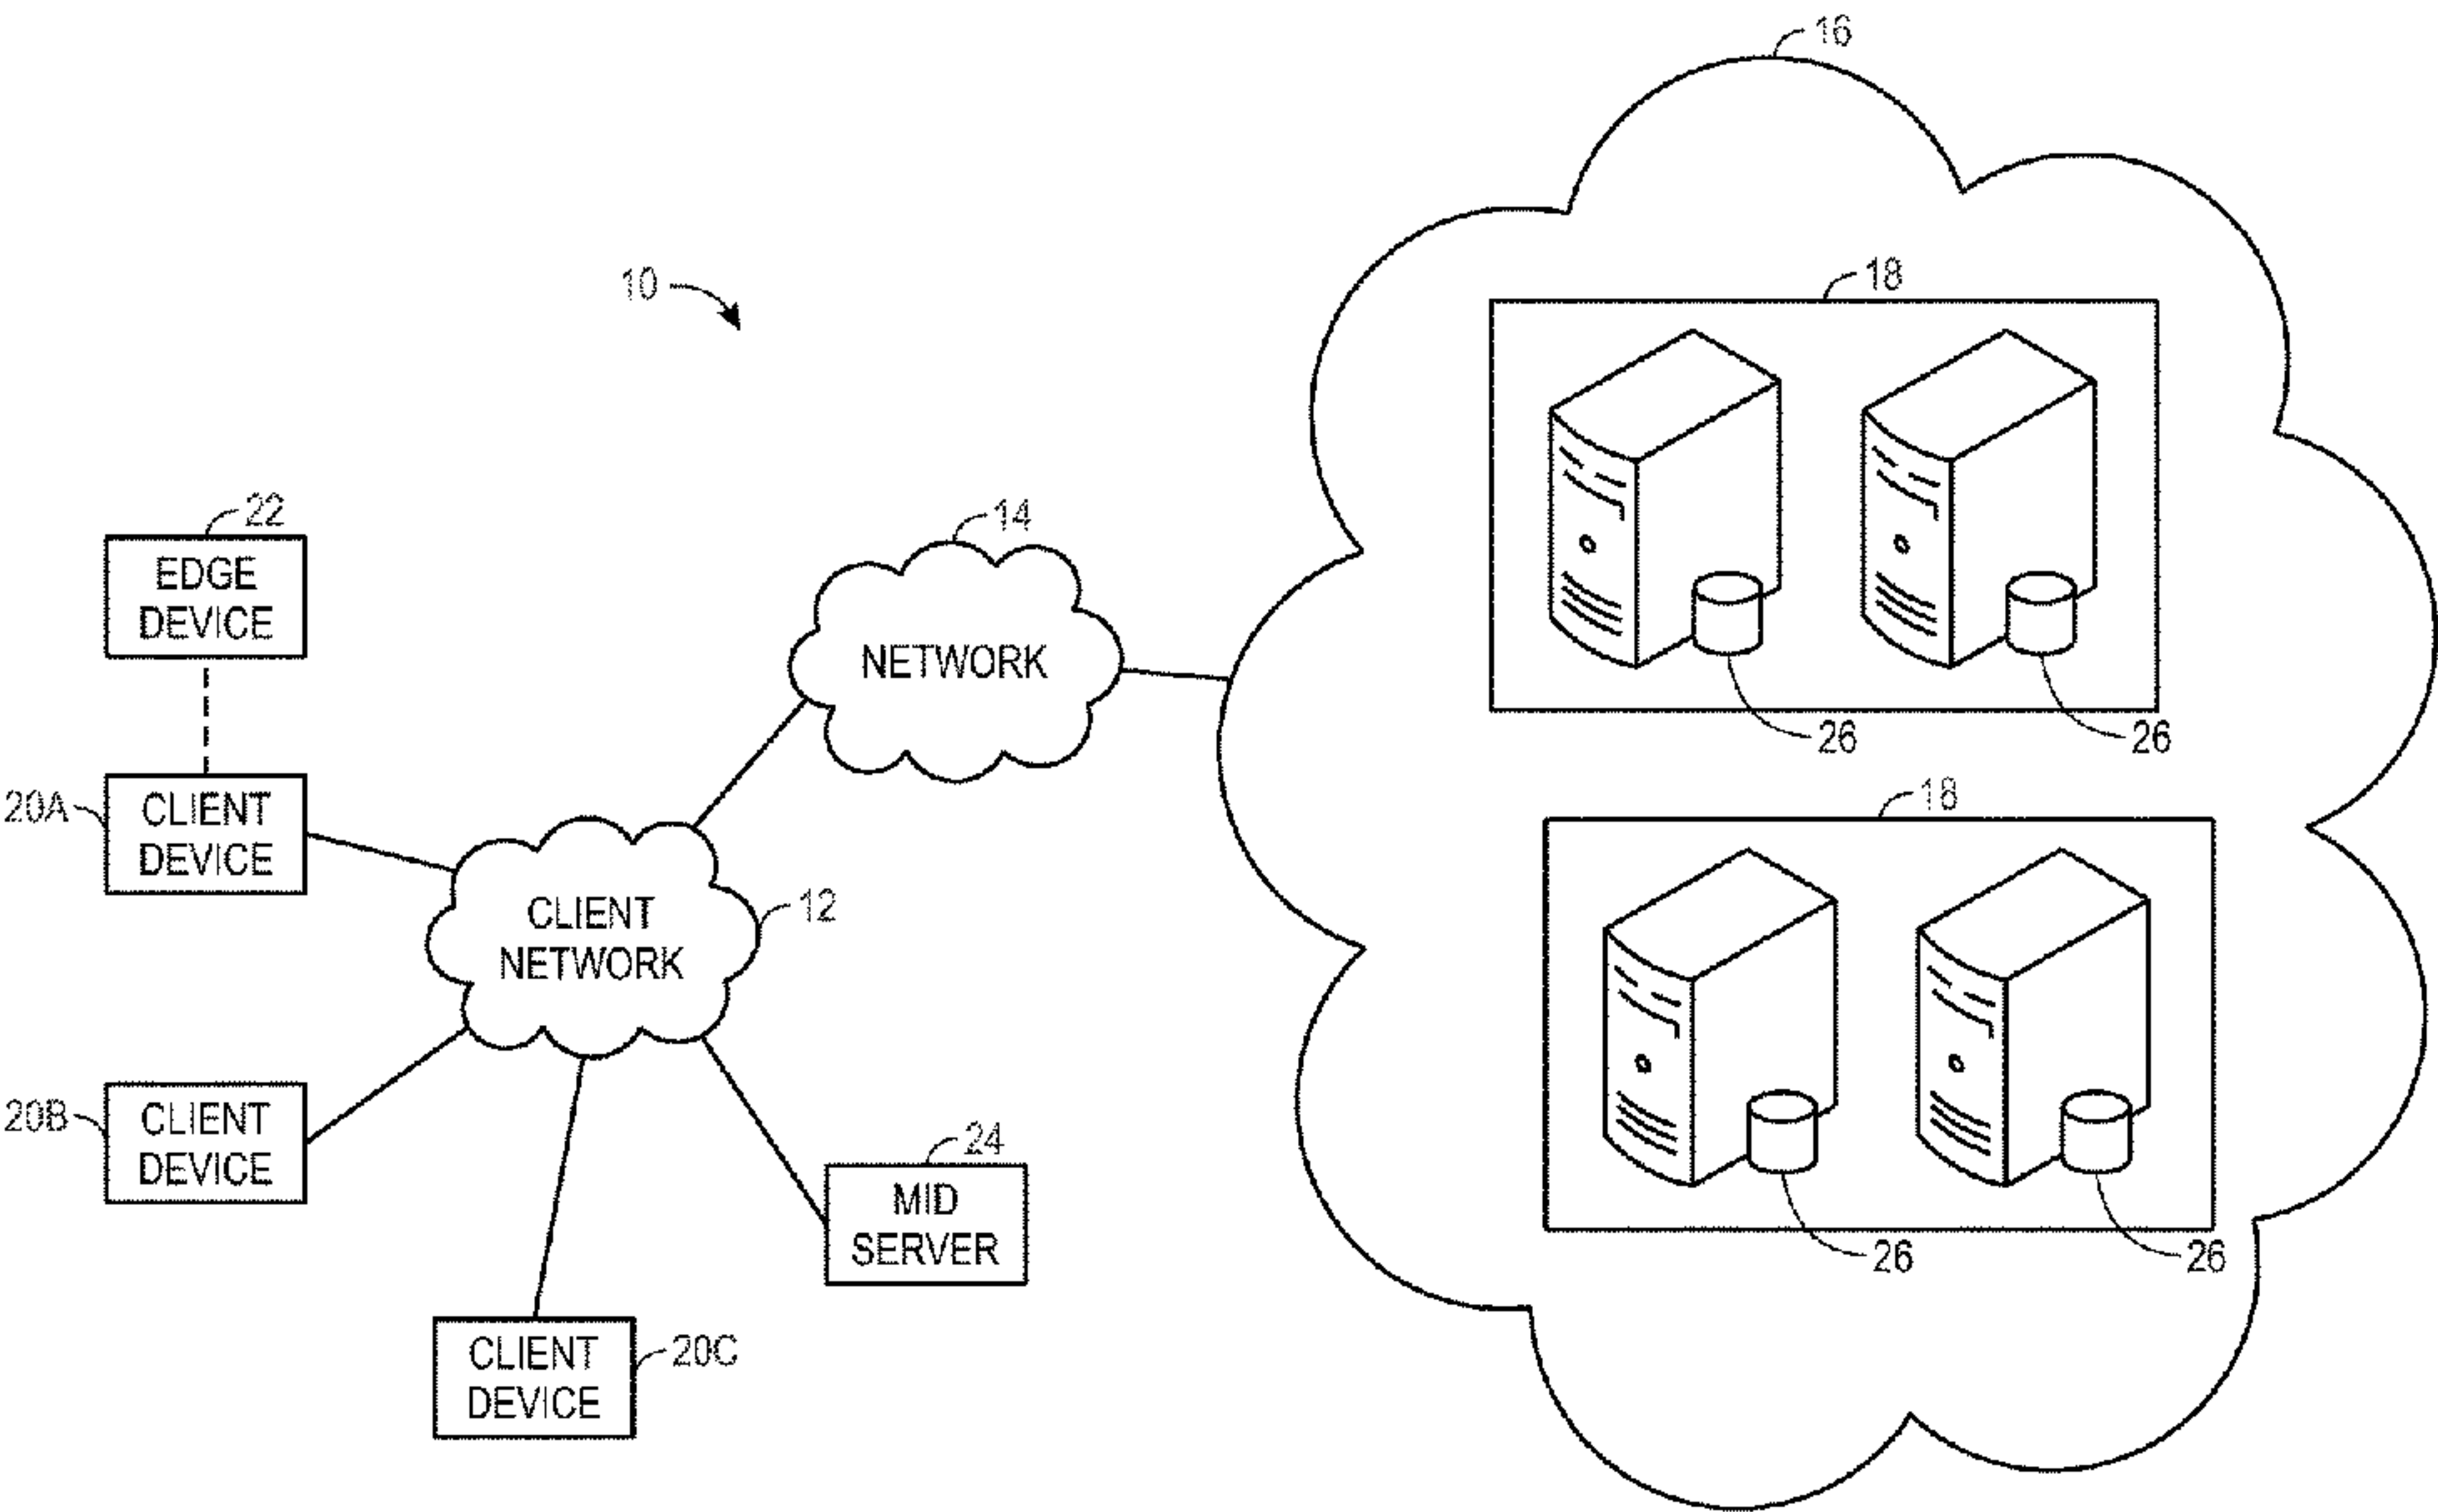 16
10
18
22
EDGE
DEVICE
14
NETWORK
26
26
20A
CLIENT
DEVICE
18
12
CLIENT
NETWORK
20B
CLIENT
DEVICE
24
MID
SERVER
26
26
CLIENT
DEVICE
20C